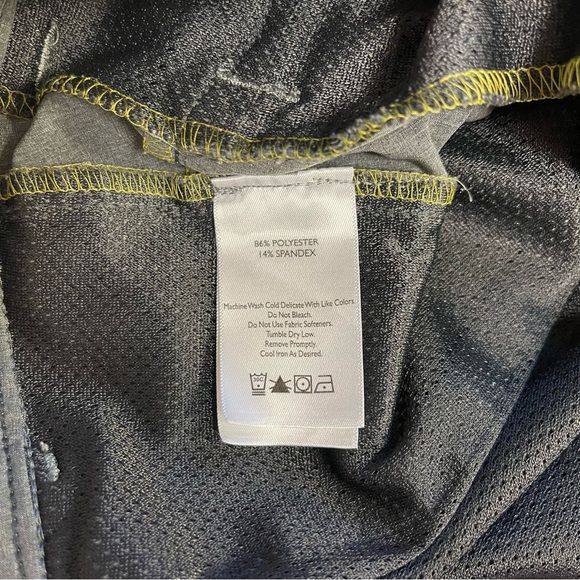 86% POLYESTER
14% SPANDEX
Machine Wash Cold Delicate With Like Colors.
Do Not Bleach.
Do Not Use Fabric Softeners.
Tumble Dry Low.
Remove Promptly.
Cool Iron As Desired.
30C